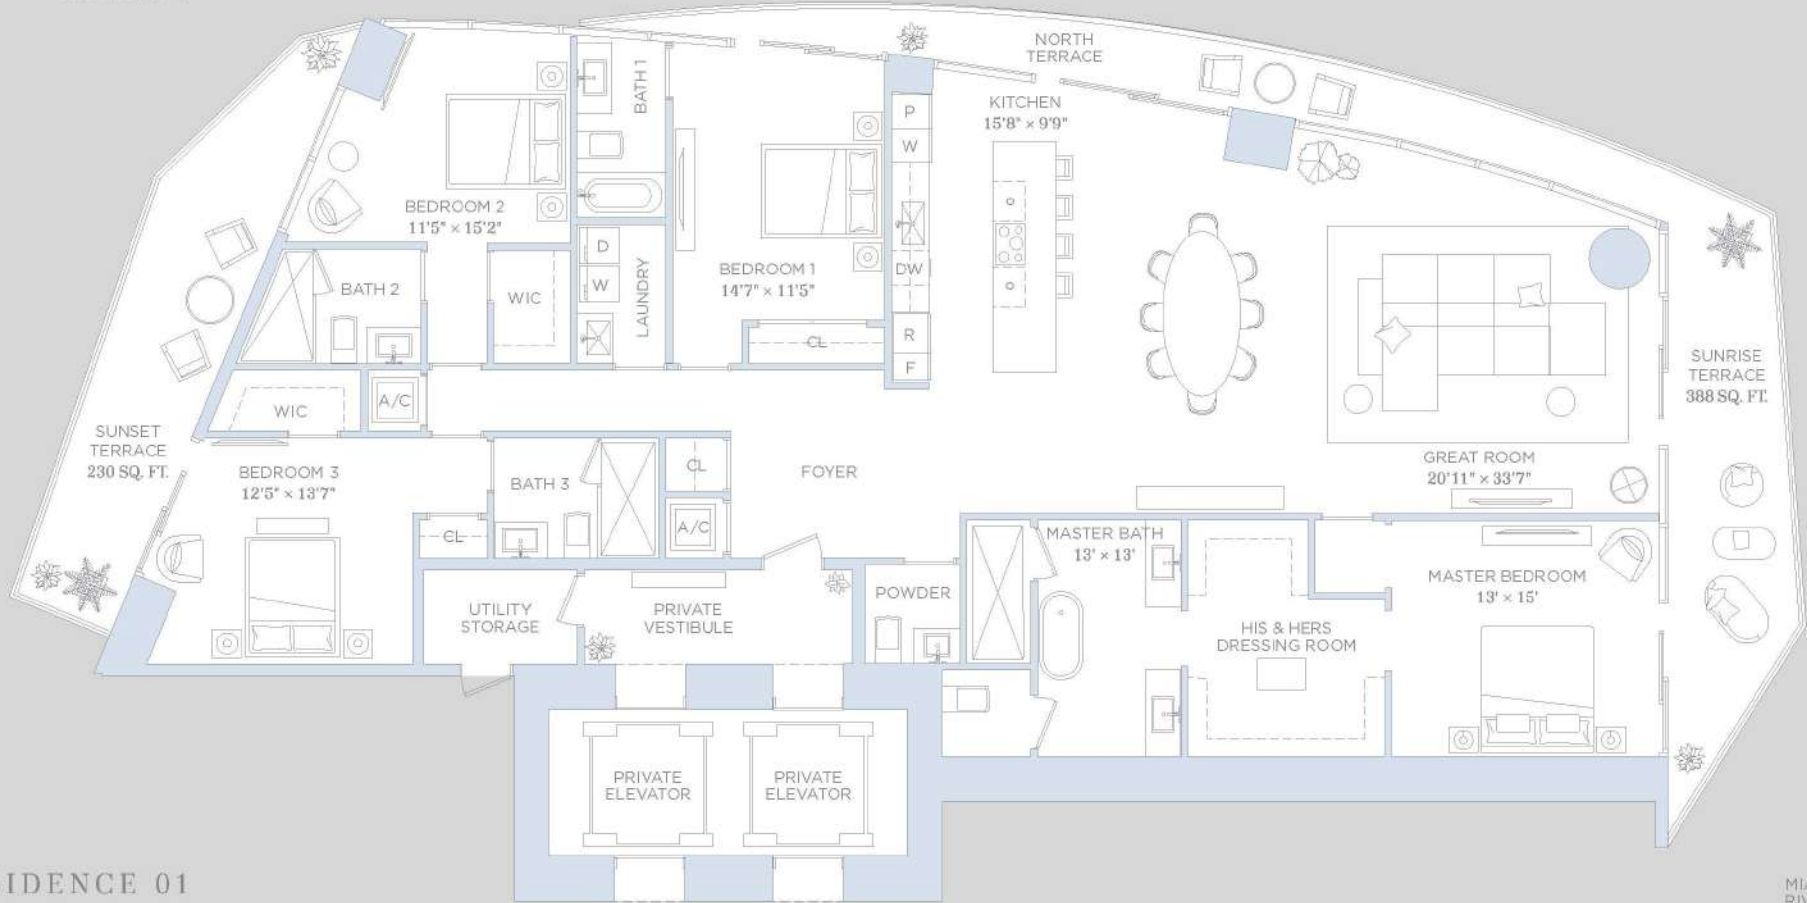 NORTH
TERRACE
BATH 1
KITCHEN
15'8" × 9'9"
P
W
BEDROOM 2
11'5" × 15'2"
D
W
LAUNDRY
BEDROOM 1
14'7" × 11'5"
DW
BATH 2
WIC
CL
R
F
SUNRISE
TERRACE
388 SQ. FT.
WIC
A/C
SUNSET
TERRACE
230 SQ. FT.
BEDROOM 3
12'5" × 13'7"
BATH 3
CL
FOYER
GREAT ROOM
20'11" × 33'7"
CL
A/C
MASTER BATH
13' × 13'
MASTER BEDROOM
13' × 15'
UTILITY
STORAGE
PRIVATE
VESTIBULE
POWDER
HIS & HERS
DRESSING ROOM
PRIVATE
ELEVATOR
PRIVATE
ELEVATOR
IDENCE 01